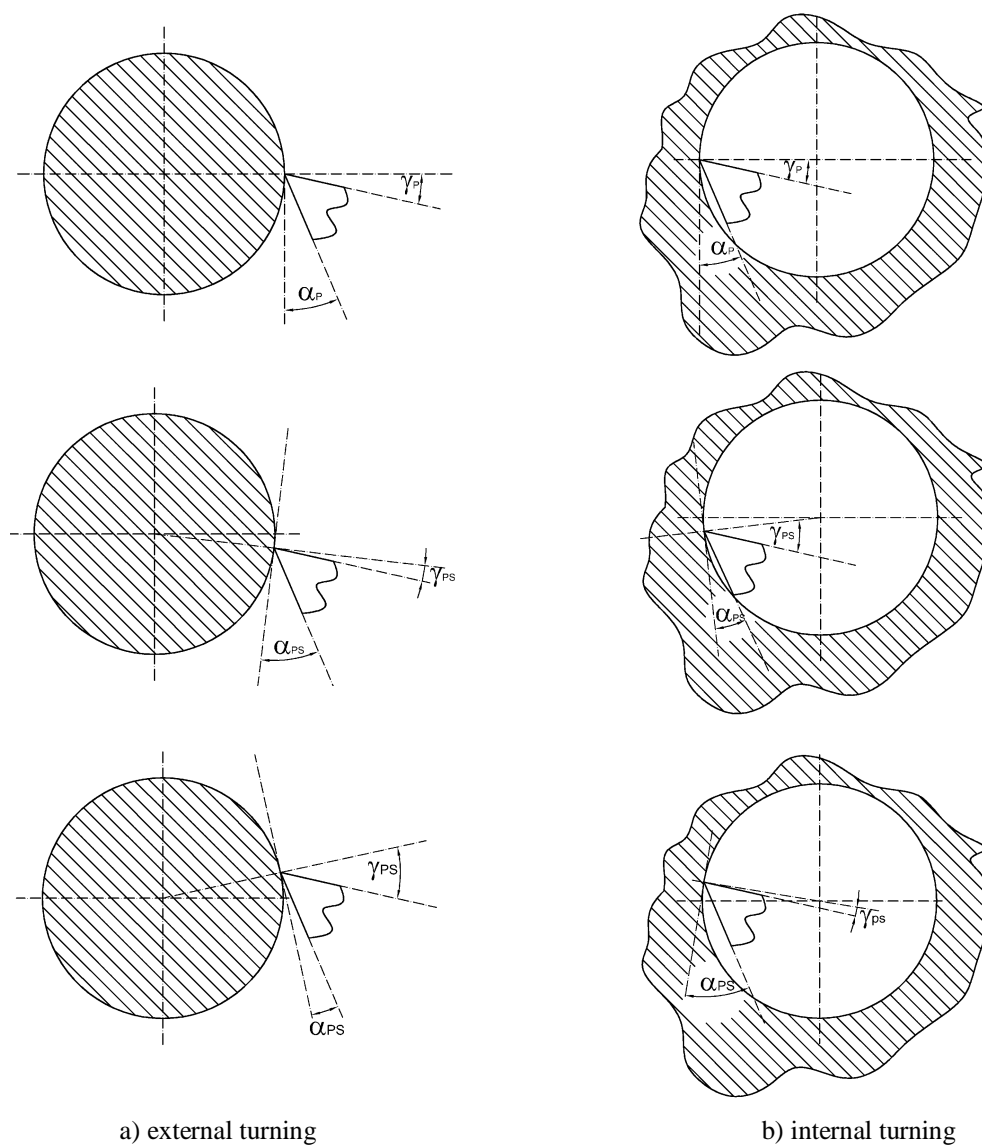 γP
γP
αP
αP
γPS
γPS
αPS
αPS
γPS
γps
αPS
αPS
a) external turning
b) internal turning